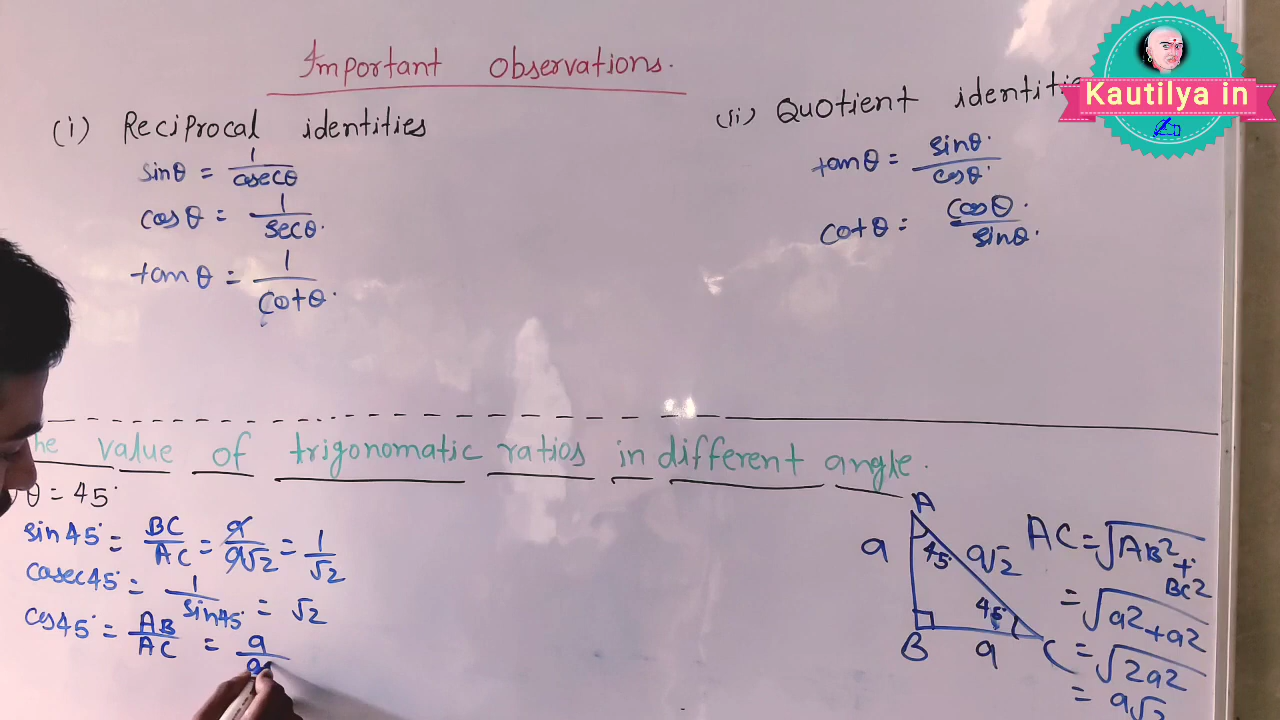 Important observations.
(i) Reciprocal identities
sinθ = 1/cosecθ
cosθ = 1/secθ.
tanθ = 1/cotθ.
(ii) Quotient
Kautilya in
tanθ = sinθ./cosθ.
cotθ = cosθ./sinθ.
value of trigonomatic ratios in different angle.
θ = 45°
sin45° = BC/AC = a/a√2 = 1/√2
cosec45° = 1/sin45 = √2
cos45° = AB/AC = a/a
A
a
45°
a√2
45°
B
a
C
AC = √AB² + BC²
= √a² + a²
= √2a²
= a√2